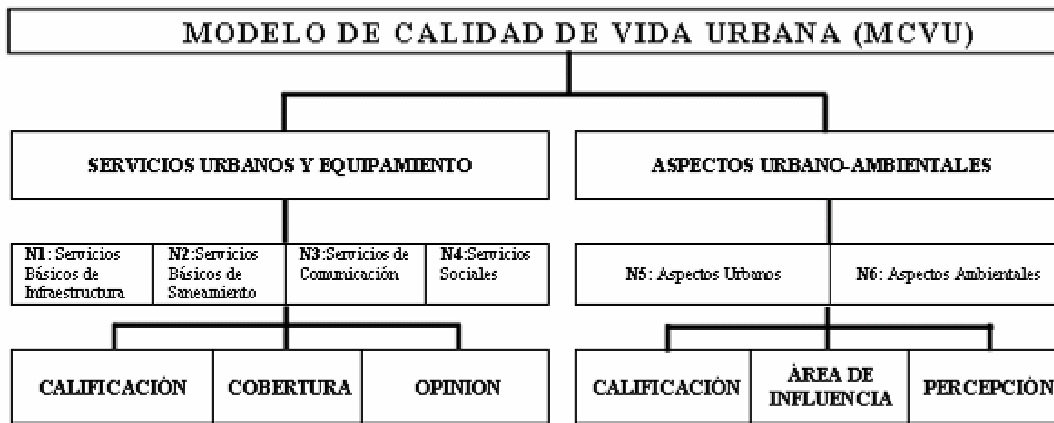 MODELO DE CALIDAD DE VIDA URBANA (MCVU)
SERVICIOS URBANOS Y EQUIPAMIENTO
ASPECTOS URBANO-AMBIENTALES
N1:Servicios
Básicos de
Infraestructura
N2:Servicios
Básicos de
Saneamiento
N3:Servicios de
Comunicación
N4:Servicios
Sociales
N5: Aspectos Urbanos
N6: Aspectos Ambientales
CALIFICACIÓN
COBERTURA
OPINION
CALIFICACIÓN
ÀREA DE
INFLUENCIA
PERCEPCIÓN